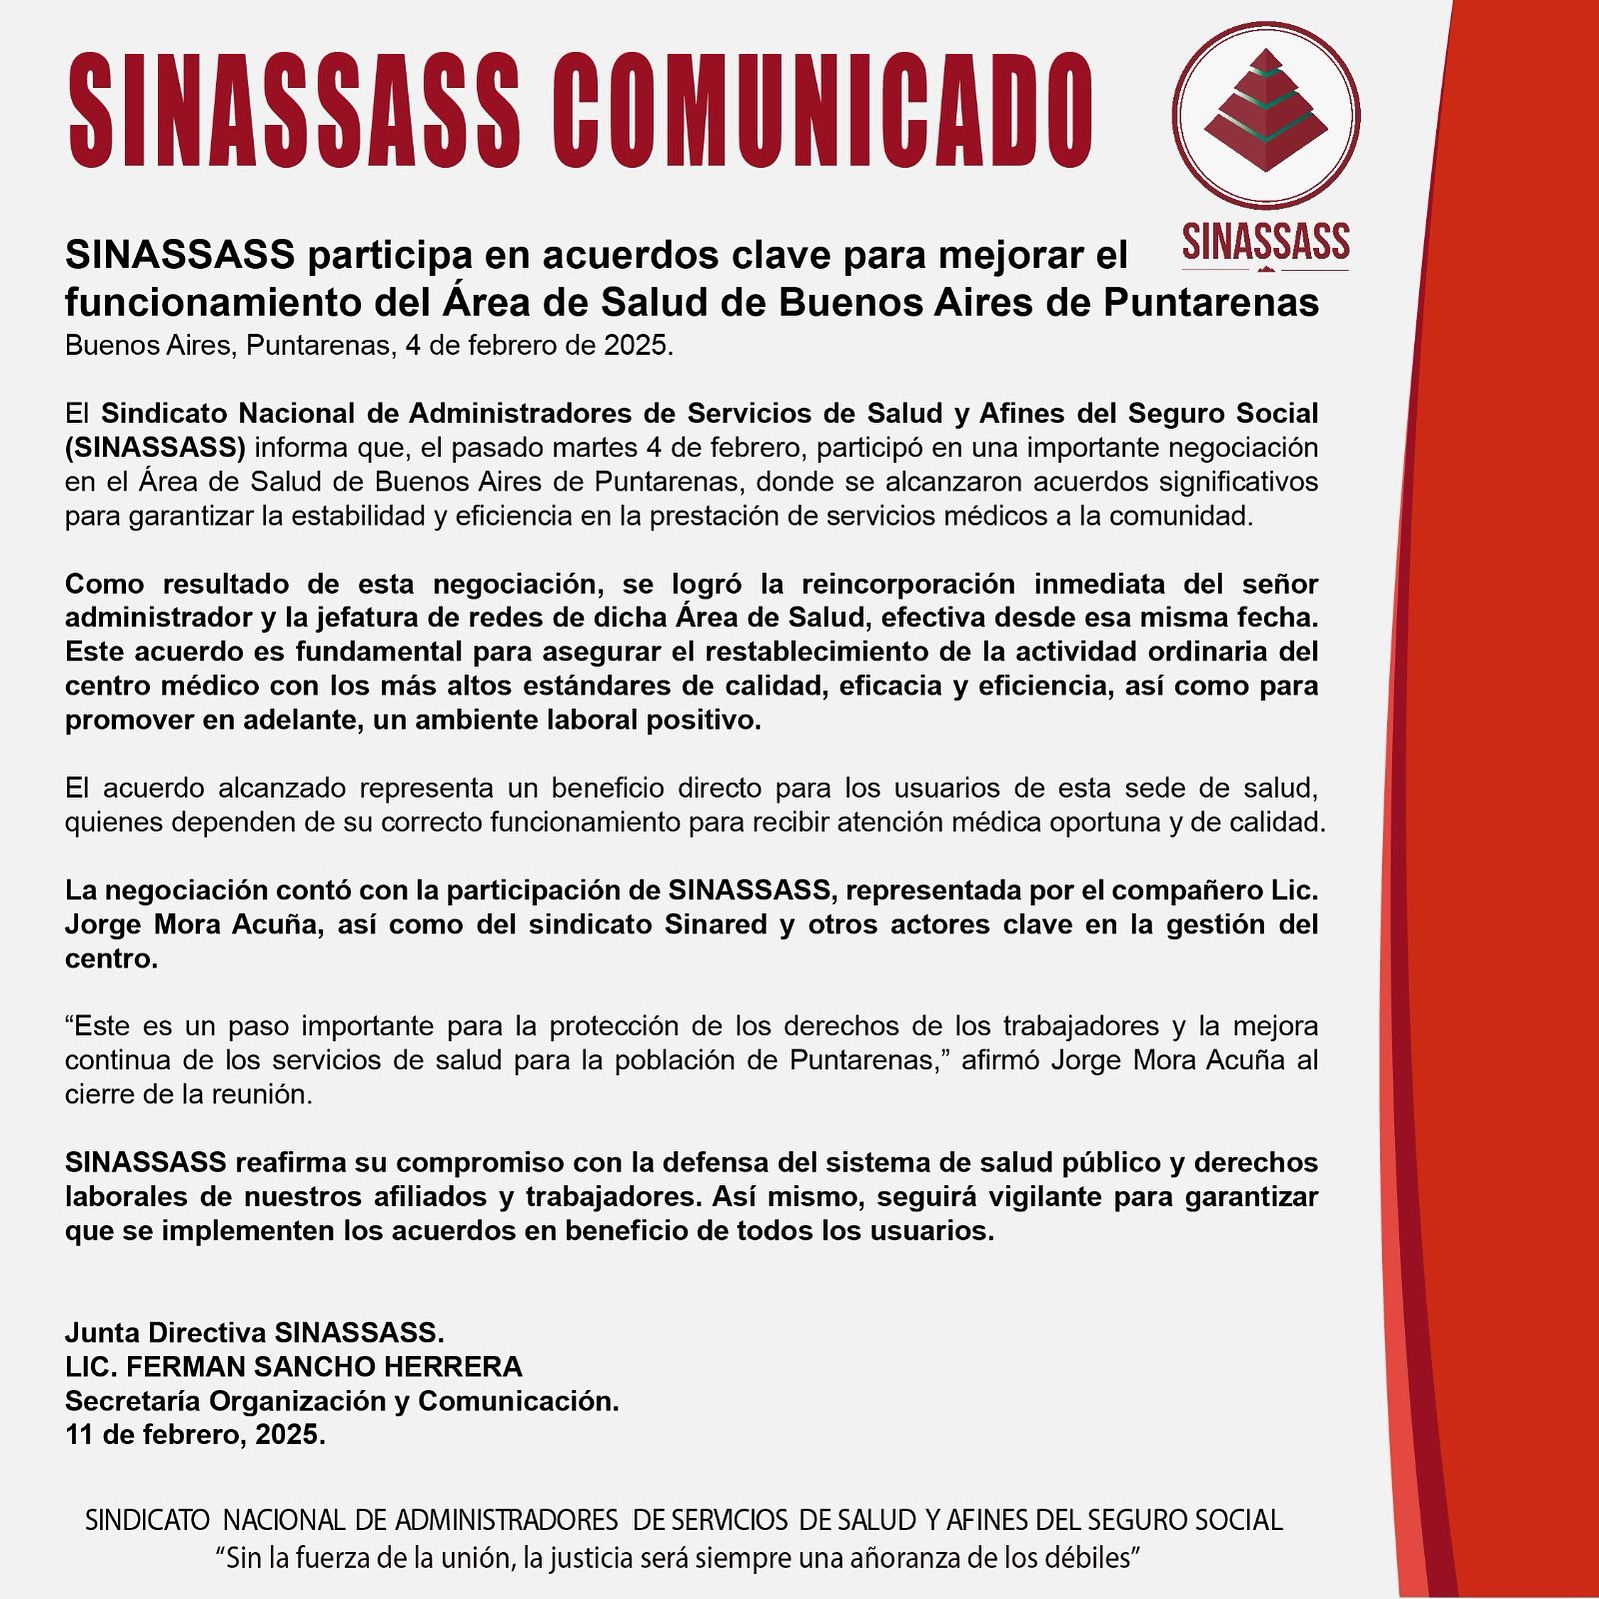 SINASSASS COMUNICADO
SINASSASS
SINASSASS participa en acuerdos clave para mejorar el
funcionamiento del Área de Salud de Buenos Aires de Puntarenas
Buenos Aires, Puntarenas, 4 de febrero de 2025.
El Sindicato Nacional de Administradores de Servicios de Salud y Afines del Seguro Social
(SINASSASS) informa que, el pasado martes 4 de febrero, participó en una importante negociación
en el Área de Salud de Buenos Aires de Puntarenas, donde se alcanzaron acuerdos significativos
para garantizar la estabilidad y eficiencia en la prestación de servicios médicos a la comunidad.
Como resultado de esta negociación, se logró la reincorporación inmediata del señor
administrador y la jefatura de redes de dicha Área de Salud, efectiva desde esa misma fecha.
Este acuerdo es fundamental para asegurar el restablecimiento de la actividad ordinaria del
centro médico con los más altos estándares de calidad, eficacia y eficiencia, así como para
promover en adelante, un ambiente laboral positivo.
El acuerdo alcanzado representa un beneficio directo para los usuarios de esta sede de salud,
quienes dependen de su correcto funcionamiento para recibir atención médica oportuna y de calidad.
La negociación contó con la participación de SINASSASS, representada por el compañero Lic.
Jorge Mora Acuña, así como del sindicato Sinared y otros actores clave en la gestión del
centro.
“Este es un paso importante para la protección de los derechos de los trabajadores y la mejora
continua de los servicios de salud para la población de Puntarenas,” afirmó Jorge Mora Acuña al
cierre de la reunión.
SINASSASS reafirma su compromiso con la defensa del sistema de salud público y derechos
laborales de nuestros afiliados y trabajadores. Así mismo, seguirá vigilante para garantizar
que se implementen los acuerdos en beneficio de todos los usuarios.
Junta Directiva SINASSASS.
LIC. FERMAN SANCHO HERRERA
Secretaría Organización y Comunicación.
11 de febrero, 2025.
SINDICATO NACIONAL DE ADMINISTRADORES DE SERVICIOS DE SALUD Y AFINES DEL SEGURO SOCIAL
“Sin la fuerza de la unión, la justicia será siempre una añoranza de los débiles”